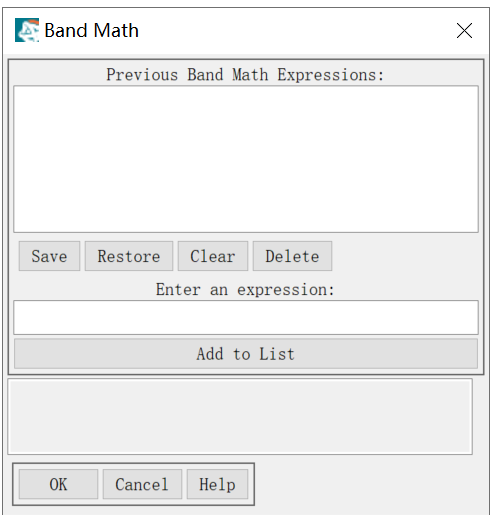 Band Math
Previous Band Math Expressions:
Save Restore Clear Delete
Enter an expression:
Add to List
OK Cancel Help